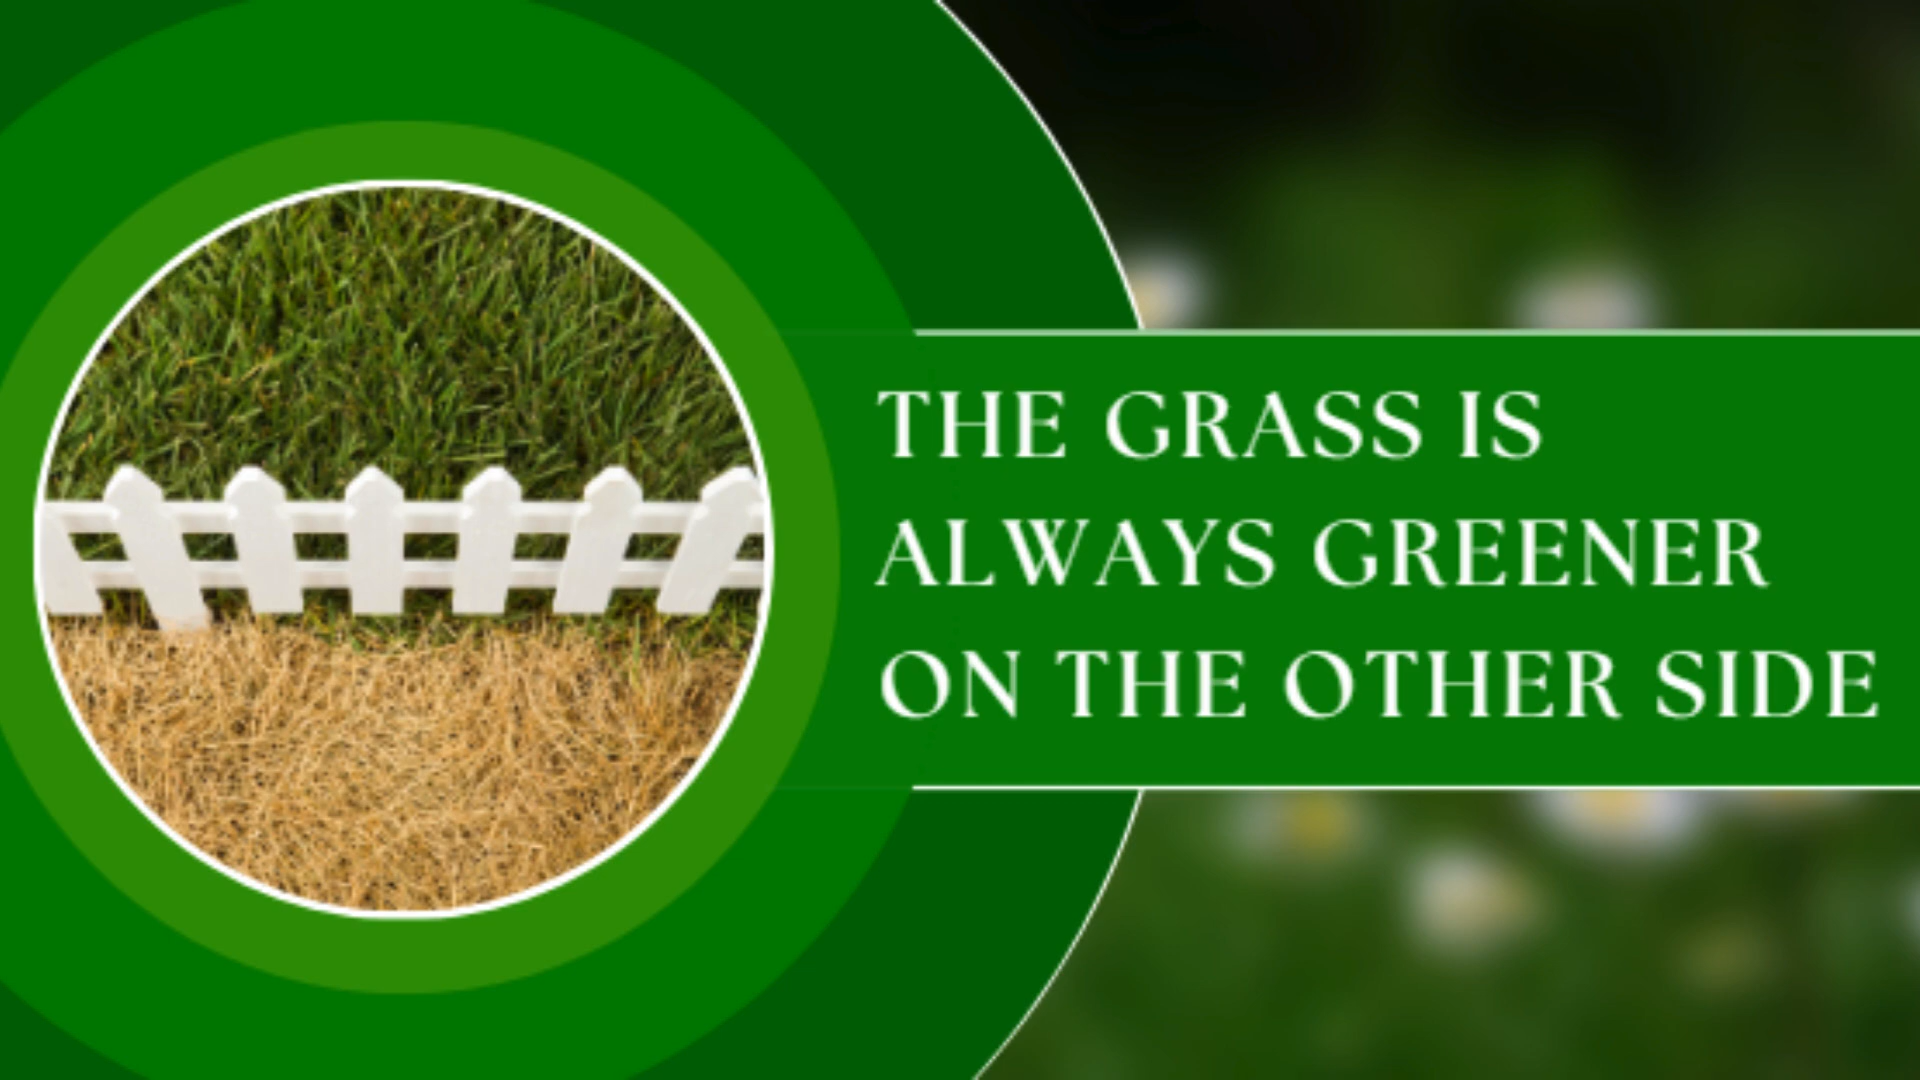 THE GRASS IS
ALWAYS GREENER
ON THE OTHER SIDE